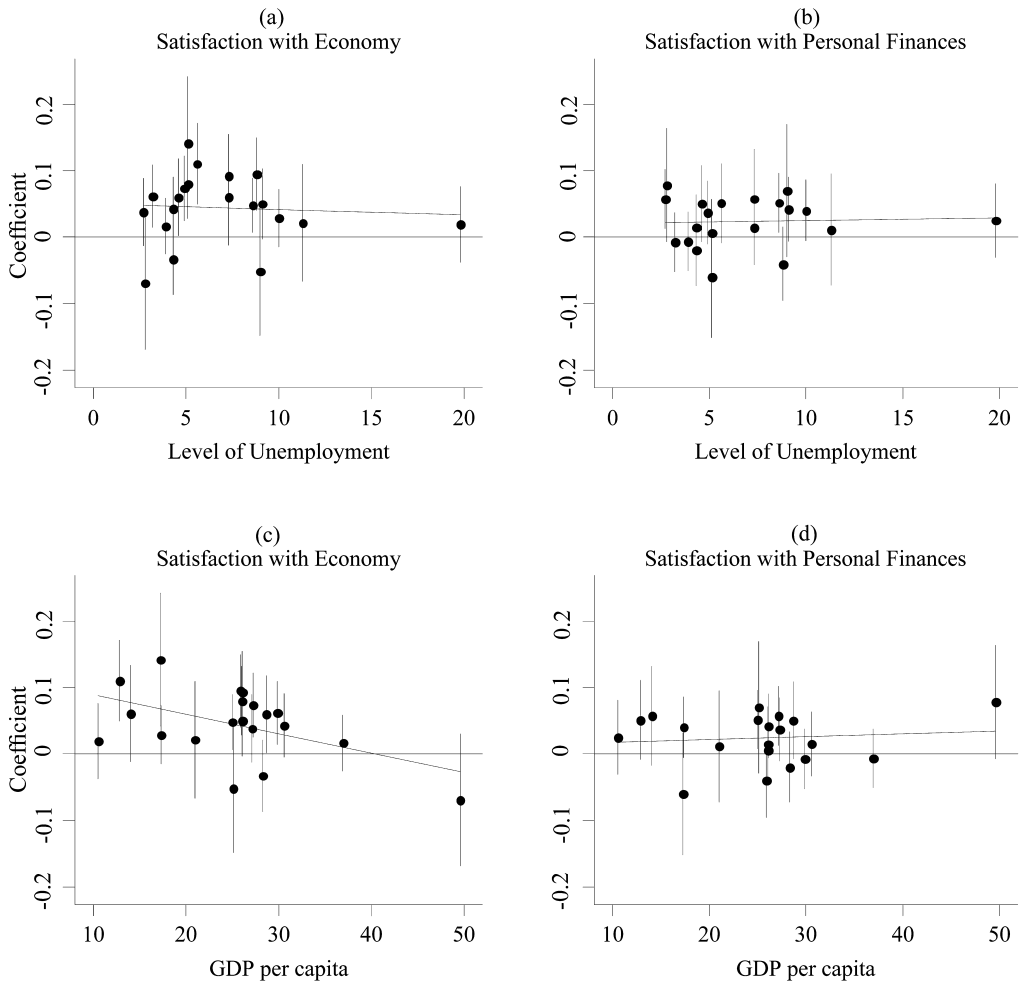 (a)
Satisfaction with Economy
Coefficient
0.2
0.1
0
-0.1
-0.2
0 5 10 15 20
Level of Unemployment
(b)
Satisfaction with Personal Finances
0.2
0.1
0
-0.1
-0.2
0 5 10 15 20
Level of Unemployment
(c)
Satisfaction with Economy
Coefficient
0.2
0.1
0
-0.1
-0.2
10 20 30 40 50
GDP per capita
(d)
Satisfaction with Personal Finances
0.2
0.1
0
-0.1
-0.2
10 20 30 40 50
GDP per capita